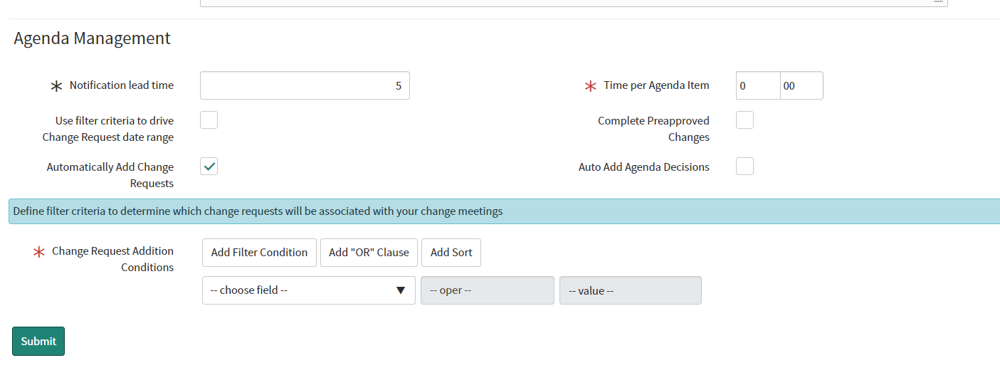 Agenda Management
Notification lead time
5
Time per Agenda Item
0
00
Use filter criteria to drive
Change Request date range
Complete Preapproved
Changes
Automatically Add Change
Requests
Auto Add Agenda Decisions
Define filter criteria to determine which change requests will be associated with your change meetings
Change Request Addition
Conditions
Add Filter Condition
Add "OR" Clause
Add Sort
-- choose field --
-- oper --
-- value --
Submit